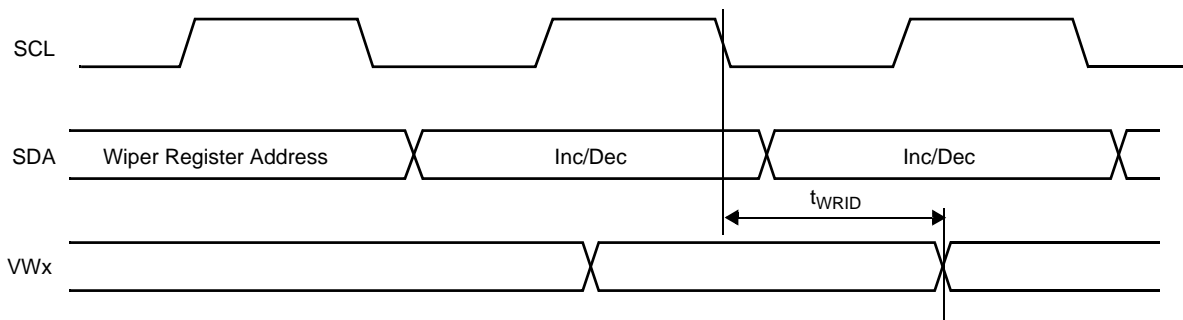 SCL
SDA Wiper Register Address Inc/Dec Inc/Dec
tWRID
VWx